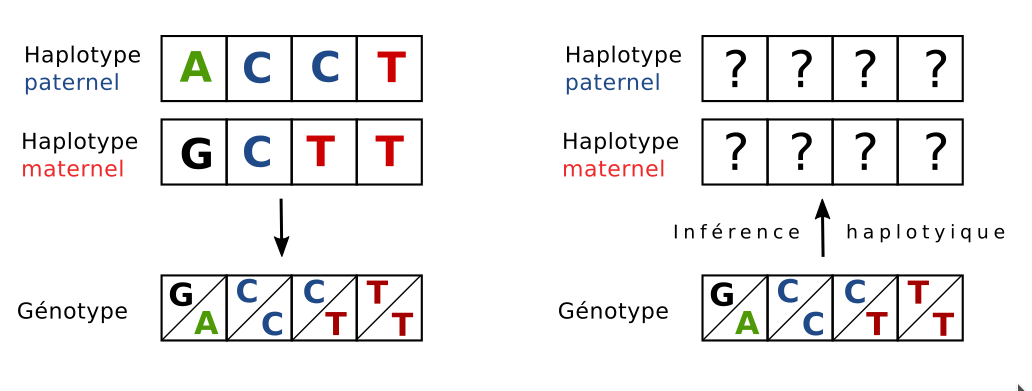 Haplotype
paternel
A C C T
Haplotype
maternel
G C T T
Génotype
G A C C C T T T
Haplotype
paternel
? ? ? ?
Haplotype
maternel
? ? ? ?
Inférence haplotyique
Génotype
G A C C C T T T